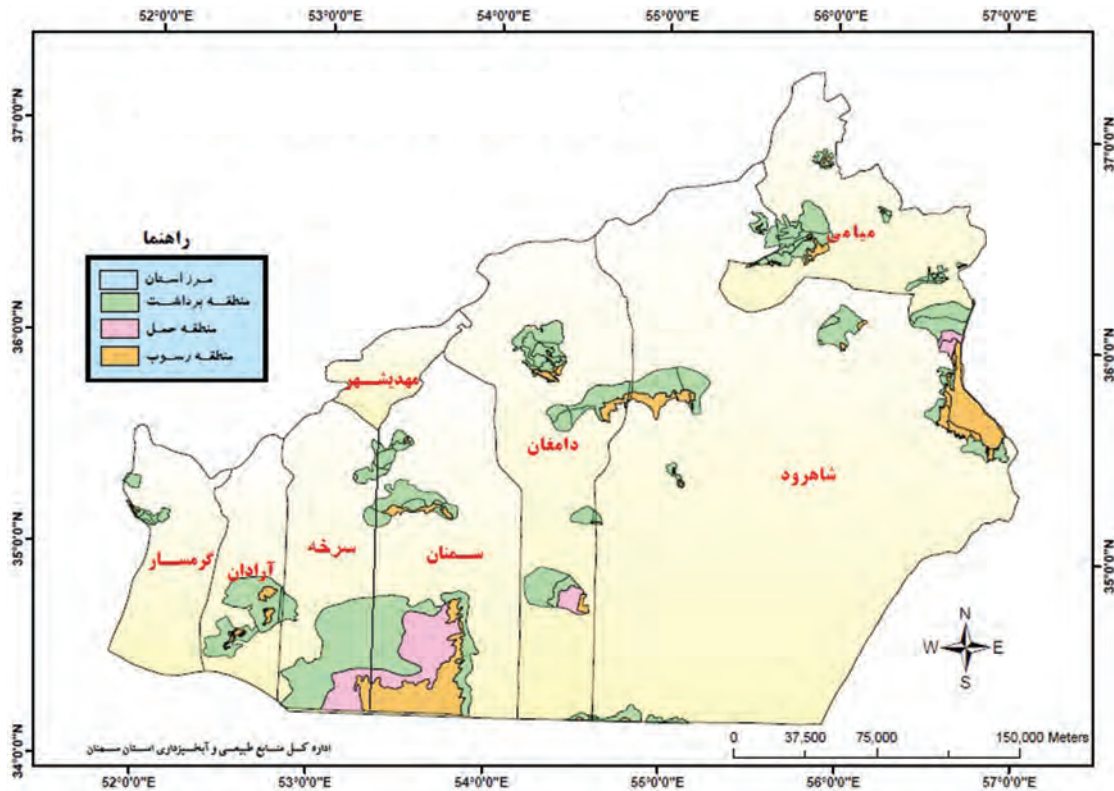 52°0'0"E 53°0'0"E 54°0'0"E 55°0'0"E 56°0'0"E 57°0'0"E
37°0'0"N
36°0'0"N
35°0'0"N
34°0'0"N
37°0'0"N
36°0'0"N
35°0'0"N
راهنما
مرز استان
منطقه برداشت
منطقه حمل
منطقه رسوب
میامی
مهدیشهر
دامغان
شاهرود
سمنان
سرخه
آرادان
گرمسار
N
W E
S
0 37,500 75,000 150,000 Meters
اداره کل منابع طبیعی و آبخیزداری استان سمنان
52°0'0"E 53°0'0"E 54°0'0"E 55°0'0"E 56°0'0"E 57°0'0"E